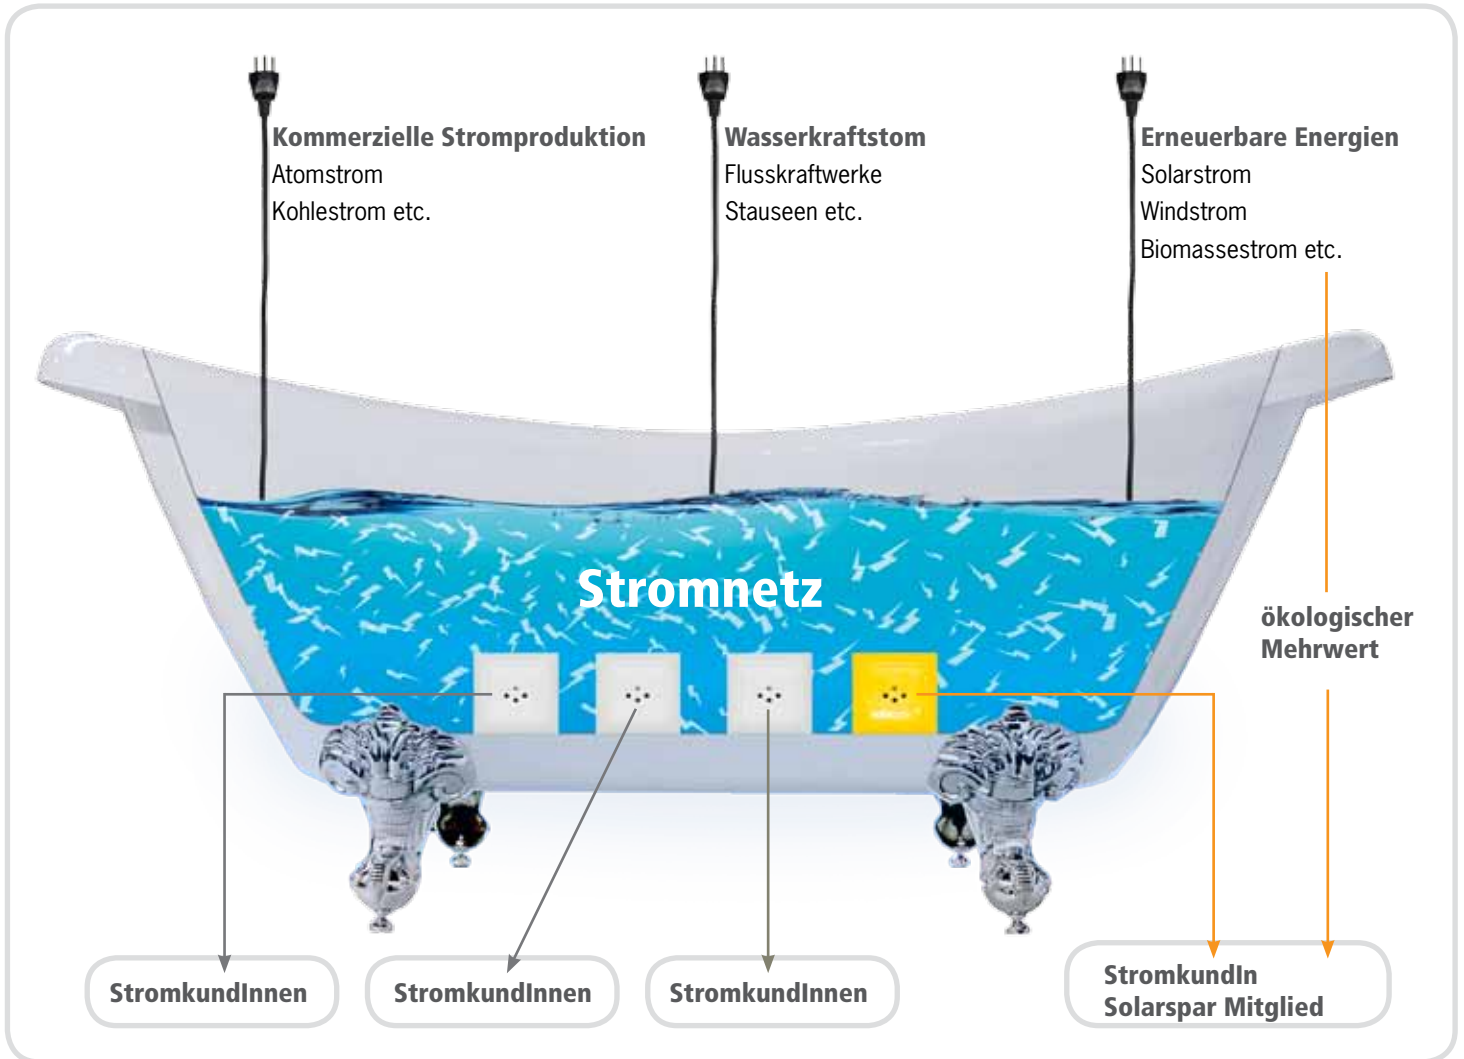 Kommerzielle Stromproduktion
Atomstrom
Kohlestrom etc.
Wasserkraftstom
Flusskraftwerke
Stauseen etc.
Erneuerbare Energien
Solarstrom
Windstrom
Biomassestrom etc.
Stromnetz
ökologischer
Mehrwert
StromkundInnen
StromkundInnen
StromkundInnen
StromkundIn
Solarspar Mitglied